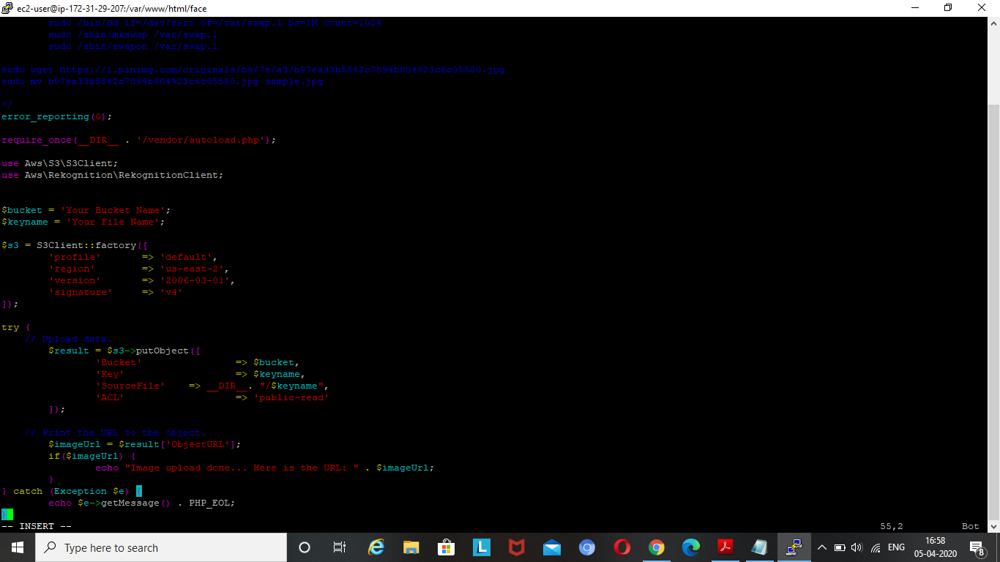 ec2-user@ip-172-31-29-207:/var/www/html/face
sudo /bin/dd if=/dev/zero of=/var/swap.1 bs=1M count=1024
sudo /sbin/mkswap /var/swap.1
sudo /sbin/swapon /var/swap.1
sudo wget https://i.pinimg.com/originals/b9/7e/a3/b97ea33b5842c7894b804923c6c05580.jpg
sudo mv b97ea33b5842c7894b804923c6c05580.jpg sample.jpg
*/
error_reporting(0);
require_once(__DIR__ . '/vendor/autoload.php');
use Aws\S3\S3Client;
use Aws\Rekognition\RekognitionClient;
$bucket = 'Your Bucket Name';
$keyname = 'Your File Name';
$s3 = S3Client::factory([
'profile' => 'default',
'region' => 'us-east-2',
'version' => '2006-03-01',
'signature' => 'v4'
]);
try {
// Upload data.
$result = $s3->putObject([
'Bucket' => $bucket,
'Key' => $keyname,
'SourceFile' => __DIR__. "/$keyname",
'ACL' => 'public-read'
]);
// Print the URL to the object.
$imageUrl = $result['ObjectURL'];
if($imageUrl) {
echo "Image upload done... Here is the URL: " . $imageUrl;
}
} catch (Exception $e) {
echo $e->getMessage() . PHP_EOL;
}
-- INSERT -- 55,2 Bot
Type here to search
L
ENG
16:58
05-04-2020
8